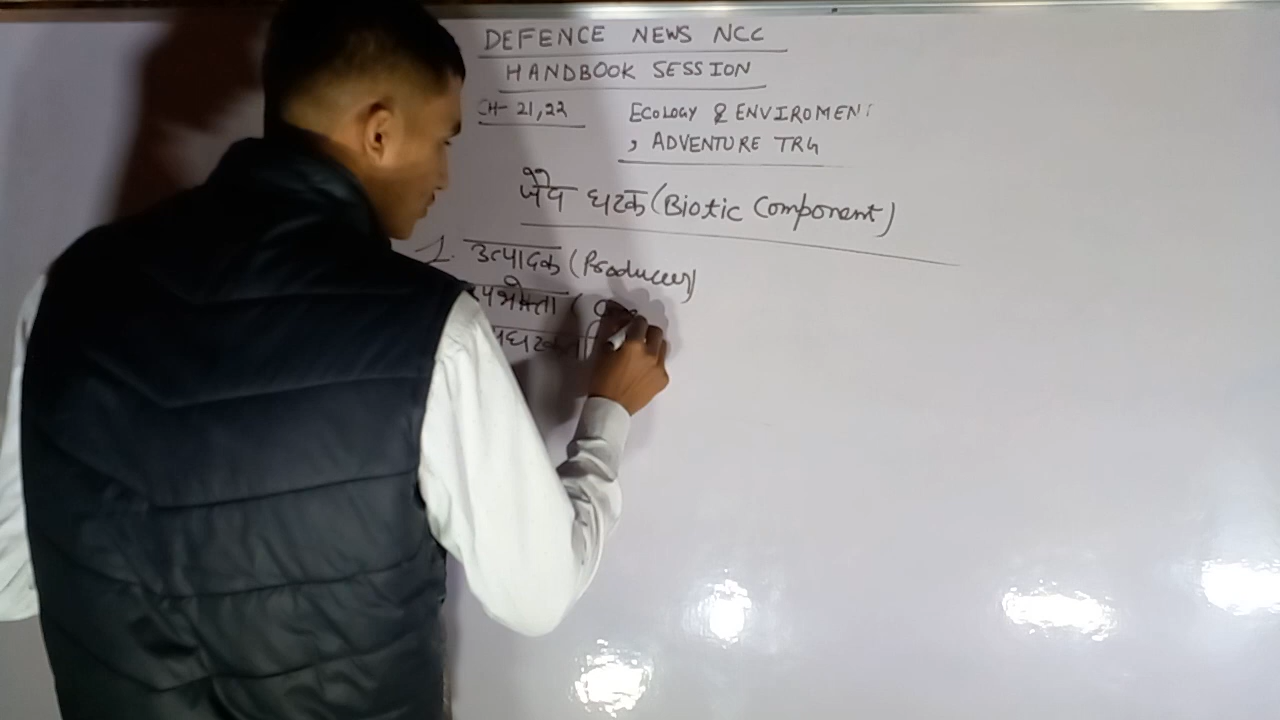 DEFENCE NEWS NCC
HANDBOOK SESSION
CH- 21,22 ECOLOGY & ENVIROMENT
, ADVENTURE TRG
जैव घटक (Biotic Component)
1. उत्पादक (Producer)
उपभोक्ता (